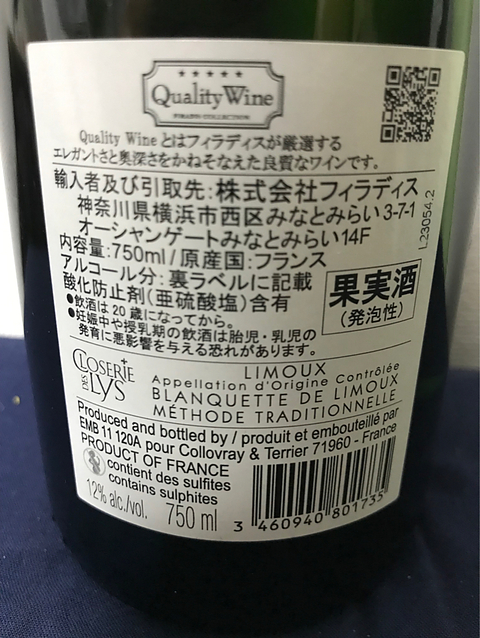 ★★★★★
Quality Wine
FIRADIS COLLECTION
Quality Wine とはフィラディスが厳選する
エレガントさと奥深さをかねそなえた良質なワインです。
輸入者及び引取先：株式会社フィラディス
神奈川県横浜市西区みなとみらい 3-7-1
オーシャンゲートみなとみらい14F
内容量：750ml / 原産国：フランス
アルコール分：裏ラベルに記載
酸化防止剤（亜硫酸塩）含有
●飲酒は 20 歳になってから。
●妊娠中や授乳期の飲酒は胎児・乳児の
発育に悪影響を与える恐れがあります。
果実酒
（発泡性）
L23054.2
CLOSERIE
DES LYS
LIMOUX
Appellation d'Origine Contrôlée
BLANQUETTE DE LIMOUX
MÉTHODE TRADITIONNELLE
Produced and bottled by / produit et embouteillé par
EMB 11 120A pour Collovray & Terrier 71960 - France
PRODUCT OF FRANCE
contient des sulfites
contains sulphites
12% alc./vol. 750 ml
3 460940 801735